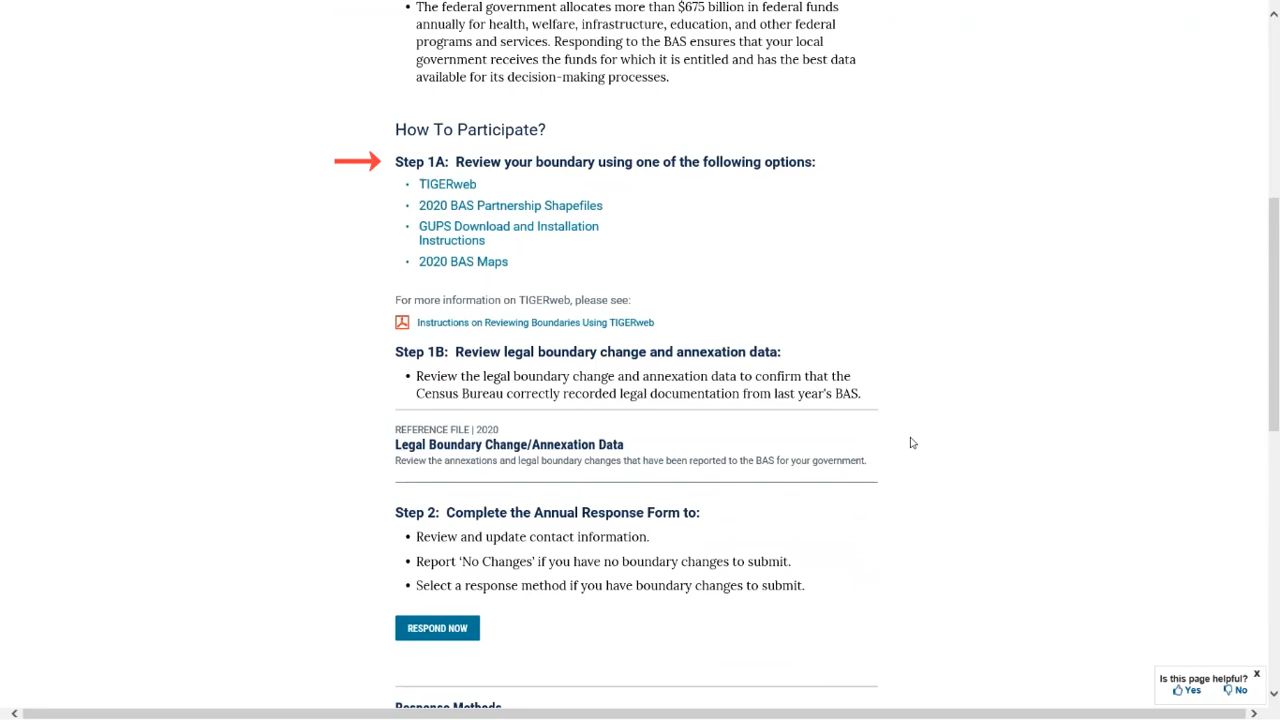 • The federal government allocates more than $675 billion in federal funds
annually for health, welfare, infrastructure, education, and other federal
programs and services. Responding to the BAS ensures that your local
government receives the funds for which it is entitled and has the best data
available for its decision-making processes.
How To Participate?
Step 1A: Review your boundary using one of the following options:
• TIGERweb
• 2020 BAS Partnership Shapefiles
• GUPS Download and Installation
Instructions
• 2020 BAS Maps
For more information on TIGERweb, please see:
Instructions on Reviewing Boundaries Using TIGERweb
Step 1B: Review legal boundary change and annexation data:
• Review the legal boundary change and annexation data to confirm that the
Census Bureau correctly recorded legal documentation from last year's BAS.
REFERENCE FILE | 2020
Legal Boundary Change/Annexation Data
Review the annexations and legal boundary changes that have been reported to the BAS for your government.
Step 2: Complete the Annual Response Form to:
• Review and update contact information.
• Report ‘No Changes’ if you have no boundary changes to submit.
• Select a response method if you have boundary changes to submit.
RESPOND NOW
Is this page helpful? X
Yes No
Response Methods